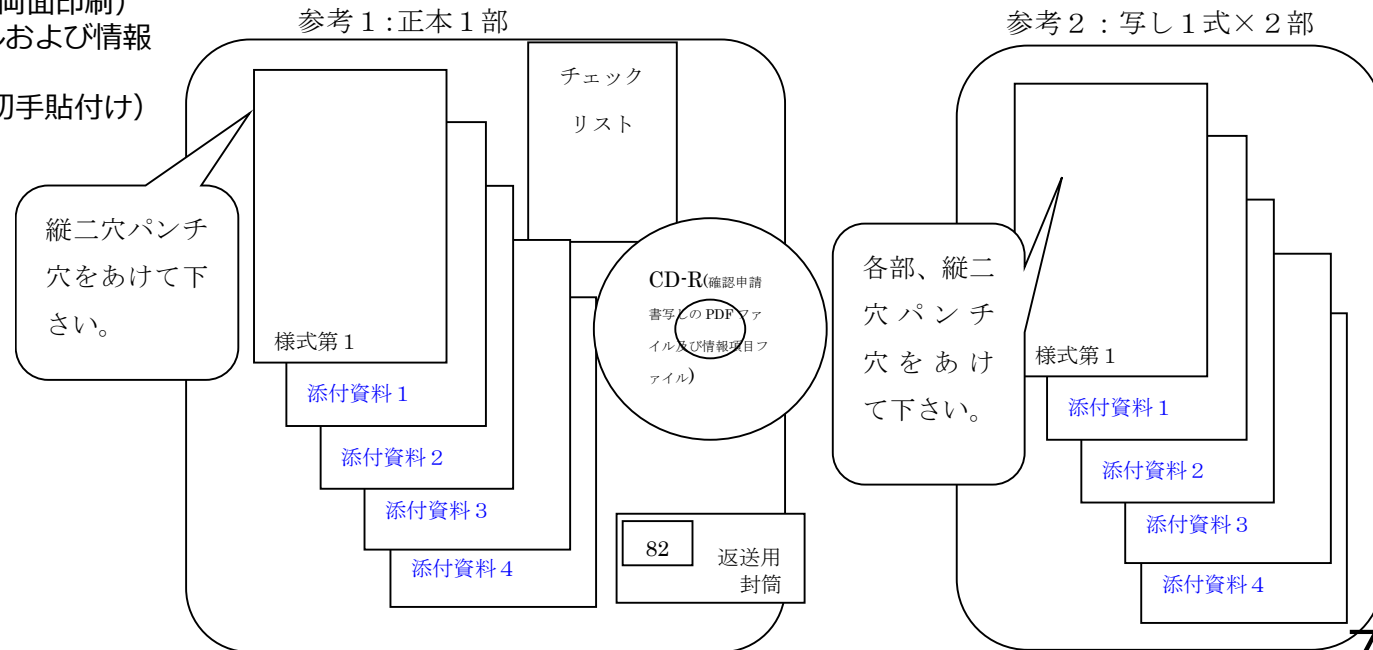 両面印刷）
ルおよび情報
切手貼付け）
参考１:正本１部
チェック
リスト
縦二穴パンチ
穴をあけて下
さい。
様式第１
添付資料１
添付資料２
添付資料３
添付資料４
CD-R(確認申請
書写しの PDF ファ
イル及び情報項目フ
ァイル)
82
返送用
封筒
参考２：写し１式×２部
各部、縦二
穴パンチ
穴をあけ
て下さい。
様式第１
添付資料１
添付資料２
添付資料３
添付資料４
7